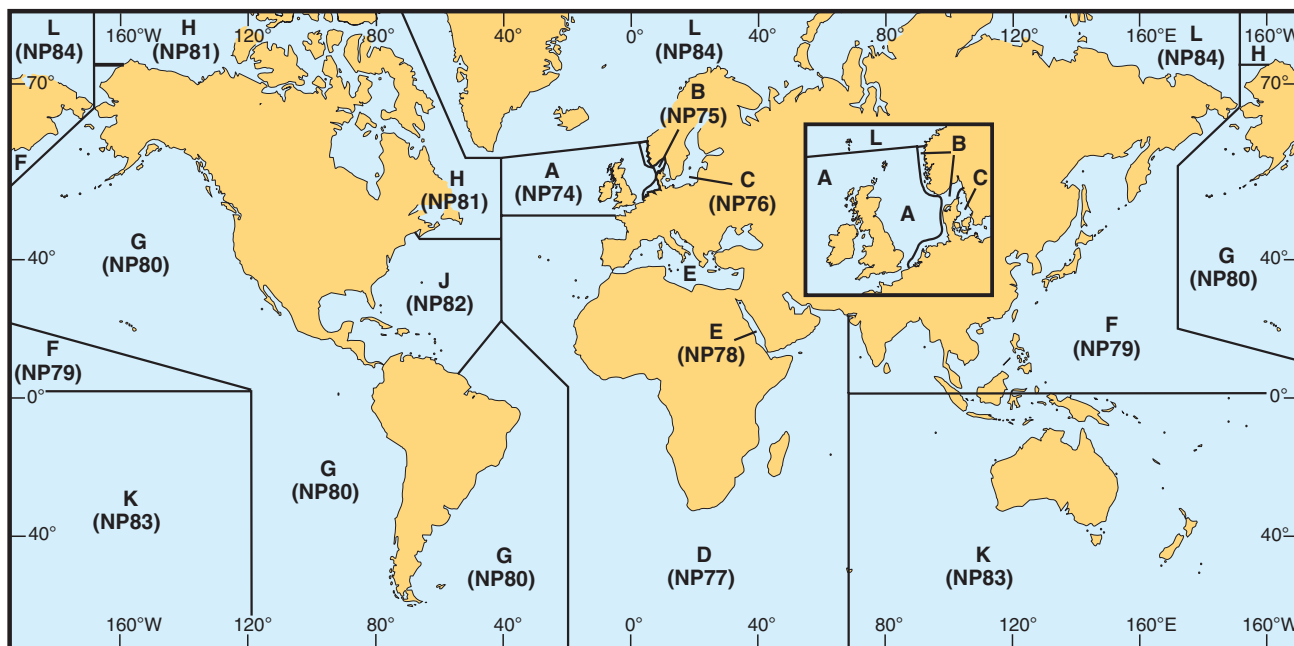 L
(NP84)
160°W
H
(NP81)
120°
80°
40°
0°
L
(NP84)
40°
80°
120°
160°E
L
(NP84)
160°W
H
70°
70°
B
(NP75)
F
A
(NP74)
H
(NP81)
C
(NP76)
L
B
A
C
A
G
(NP80)
40°
J
(NP82)
E
G
(NP80)
40°
E
(NP78)
F
(NP79)
F
(NP79)
0°
0°
G
(NP80)
K
(NP83)
40°
40°
G
(NP80)
D
(NP77)
K
(NP83)
160°W
120°
80°
40°
0°
40°
80°
120°
160°E
160°W